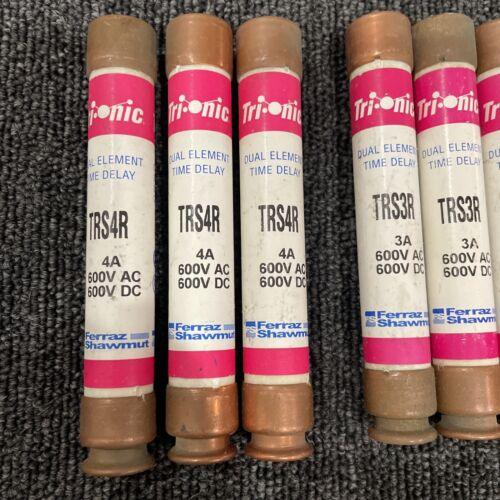 Tri-onic
DUAL ELEMENT
TIME DELAY
TRS4R
4A
600V AC
600V DC
Ferraz
Shawmut
Tri-onic
DUAL ELEMENT
TIME DELAY
TRS4R
4A
600V AC
600V DC
Ferraz
Shawmut
Tri-onic
DUAL ELEMENT
TIME DELAY
TRS4R
4A
600V AC
600V DC
Ferraz
Shawmut
Tri-onic
DUAL ELEMENT
TIME DELAY
TRS3R
3A
600V AC
600V DC
Ferraz
Shawmut
Tri-onic
DUAL ELEMENT
TIME DELAY
TRS3R
3A
600V AC
600V DC
Ferraz
Shawmut